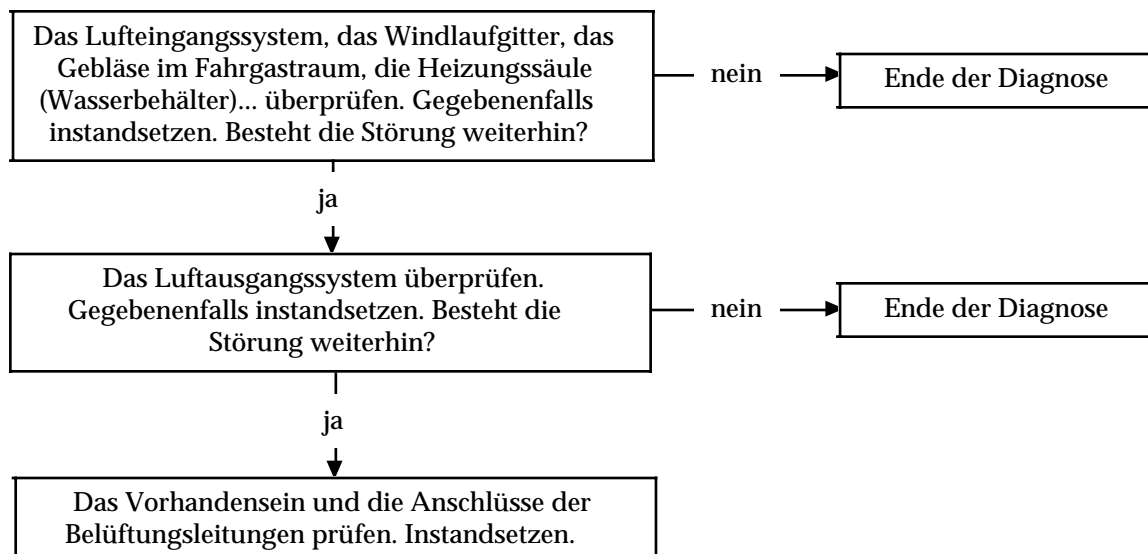 Das Lufteingangssystem, das Windlaufgitter, das
Gebläse im Fahrgastraum, die Heizungssäule
(Wasserbehälter)... überprüfen. Gegebenenfalls
instandsetzen. Besteht die Störung weiterhin?
nein
Ende der Diagnose
ja
Das Luftausgangssystem überprüfen.
Gegebenenfalls instandsetzen. Besteht die
Störung weiterhin?
nein
Ende der Diagnose
ja
Das Vorhandensein und die Anschlüsse der
Belüftungsleitungen prüfen. Instandsetzen.